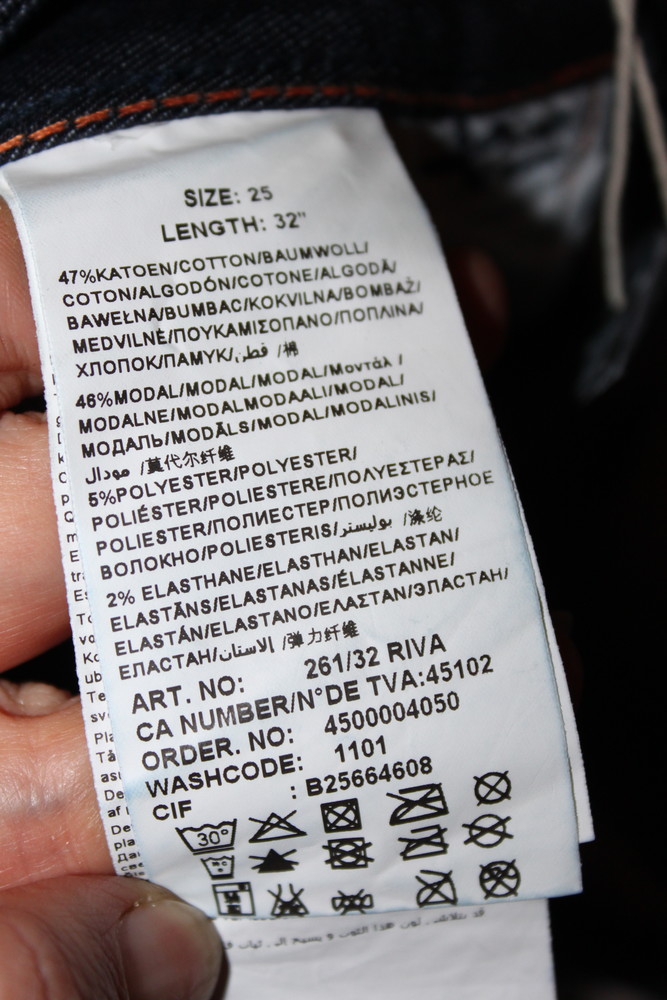 SIZE: 25
LENGTH: 32"
47%KATOEN/COTTON/BAUMWOLL/
COTON/ALGODÓN/COTONE/ALGODÃ/
BAWEŁNA/BUMBAC/KOKVILNA/BOMBAŽ/
MEDVILNÉ/ΠΟΥΚΑΜΙΣΟΠΑΝΟ/ΠΟΠΛΙΝΑ/
ХЛОПОК/ПАМУК/قطن /棉
46%MODAL/MODAL/MODAL/Μοντάλ /
MODALNE/MODALMODAALI/MODAL/
МОДАЛЬ/MODĀLS/MODAL/MODALINIS/
مودال /莫代尔纤维
5%POLYESTER/POLYESTER/
POLIÉSTER/POLIESTERE/ΠΟΛΥΕΣΤΕΡΑΣ/
POLIESTER/ПОЛИЕСТЕР/ПОЛИЭСТЕРНОЕ
ВОЛОКНО/POLIESTERIS/بوليستر /涤纶
2% ELASTHANE/ELASTHAN/ELASTAN/
ELASTĀNS/ELASTANAS/ÉLASTANNE/
ELASTÁN/ELASTANO/ΕΛΑΣΤΑΝ/ЭЛАСТАН/
ЕЛАСТАН/الاستان /弹力纤维
ART. NO: 261/32 RIVA
CA NUMBER/N°DE TVA:45102
ORDER. NO: 4500004050
WASHCODE: 1101
CIF : B25664608
30°